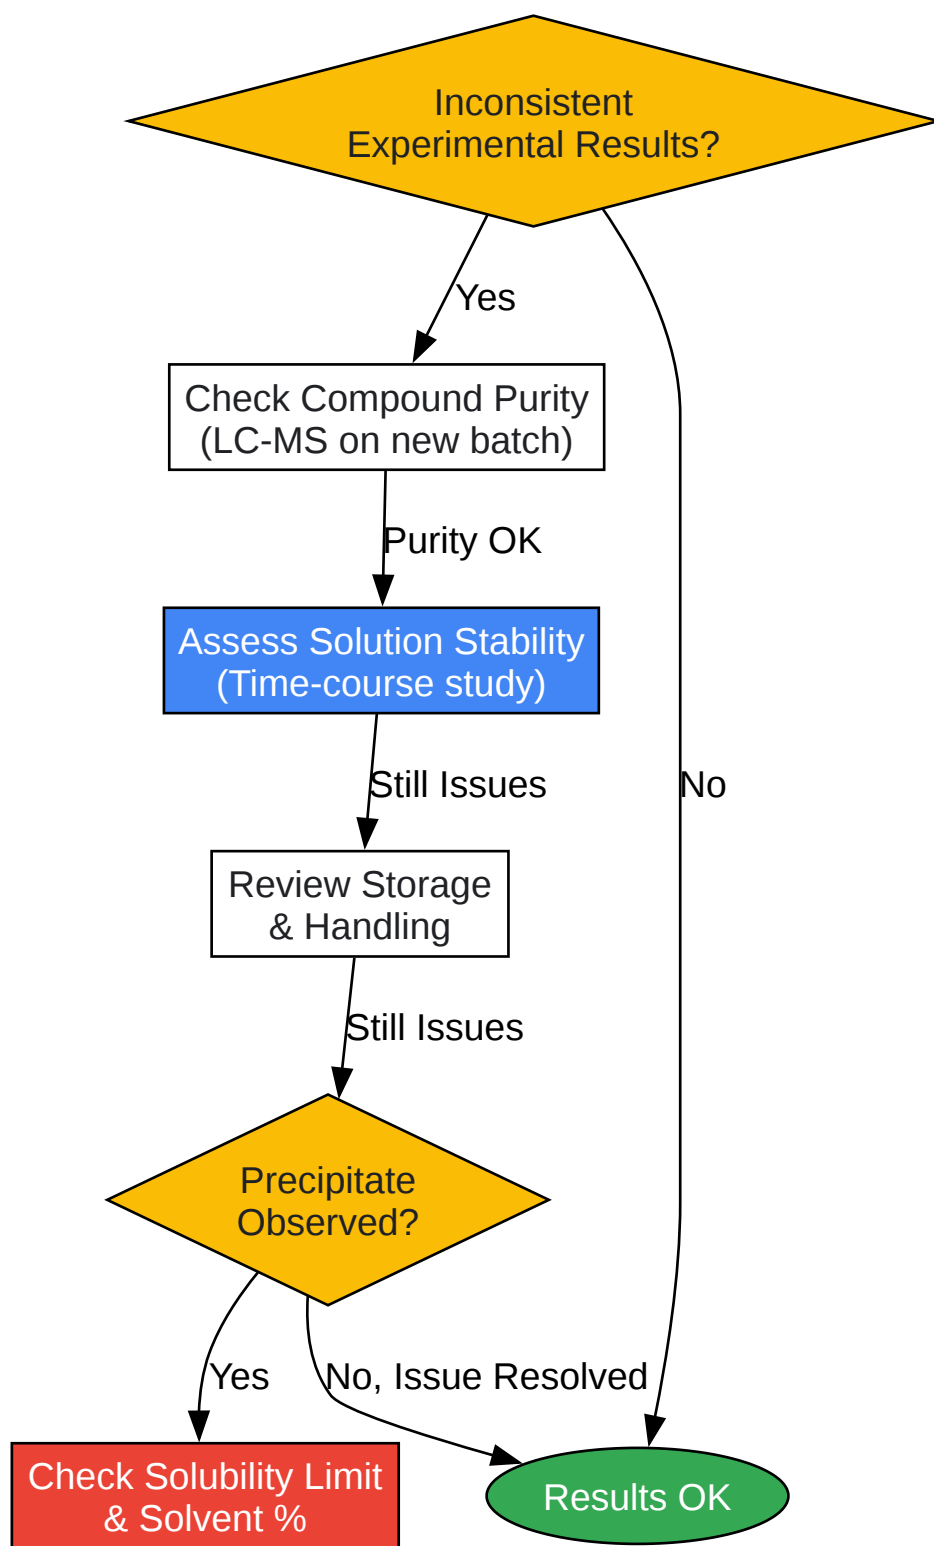 Inconsistent
Experimental Results?
Yes
Check Compound Purity
(LC-MS on new batch)
Purity OK
Assess Solution Stability
(Time-course study)
Still Issues
No
Review Storage
& Handling
Still Issues
Precipitate
Observed?
Yes
No, Issue Resolved
Check Solubility Limit
& Solvent %
Results OK